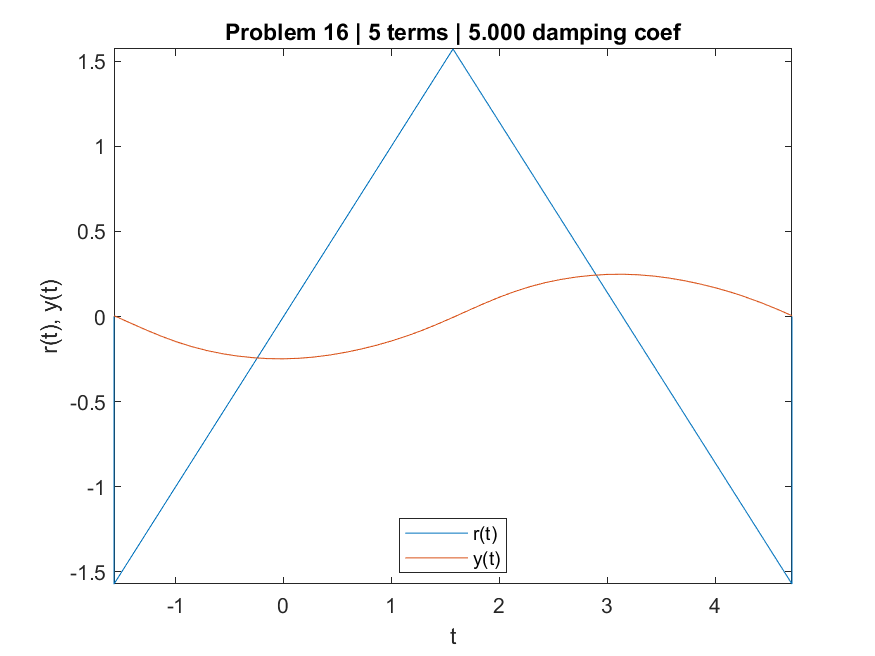 Problem 16 | 5 terms | 5.000 damping coef
1.5
1
0.5
0
-0.5
-1
-1.5
r(t), y(t)
r(t)
y(t)
-1
0
1
2
3
4
t